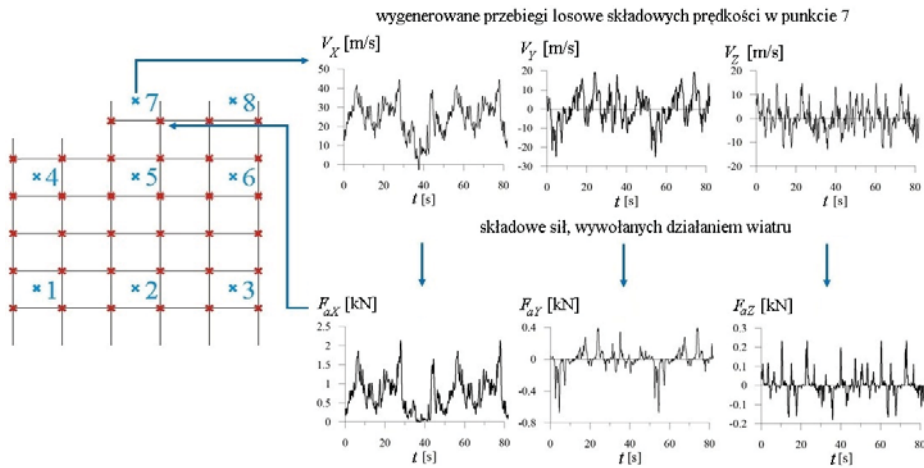 wygenerowane przebiegi losowe składowych prędkości w punkcie 7
V_X [m/s]
50
40
30
20
10
0
0 20 40 60 80
t [s]
V_Y [m/s]
20
10
0
-10
-20
-30
0 20 40 60 80
t [s]
V_Z [m/s]
20
10
0
-10
-20
0 20 40 60 80
t [s]
7 8
4 5 6
1 2 3
składowe sił, wywołanych działaniem wiatru
F_aX [kN]
2.5
2
1.5
1
0.5
0
0 20 40 60 80
t [s]
F_aY [kN]
0.4
0
-0.4
-0.8
0 20 40 60 80
t [s]
F_aZ [kN]
0.3
0.2
0.1
0
-0.1
-0.2
0 20 40 60 80
t [s]